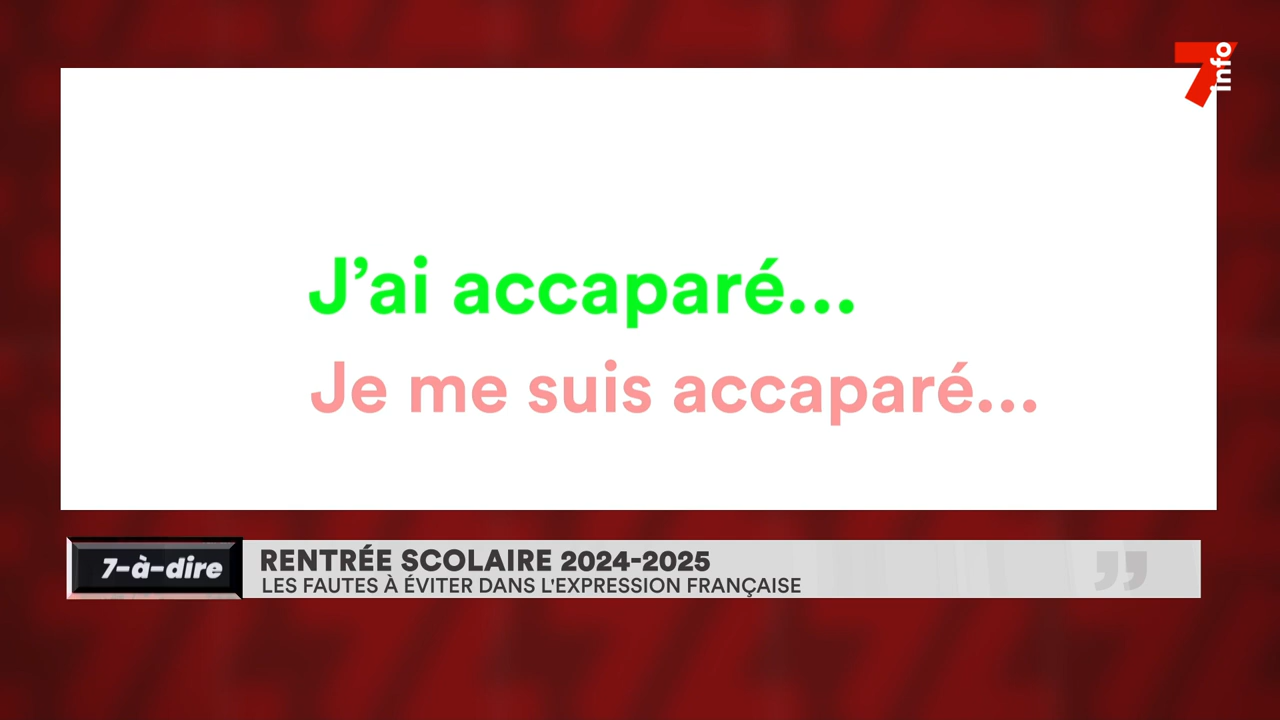 7 info
J’ai accaparé...
Je me suis accaparé...
7-à-dire
RENTRÉE SCOLAIRE 2024-2025
LES FAUTES À ÉVITER DANS L'EXPRESSION FRANÇAISE